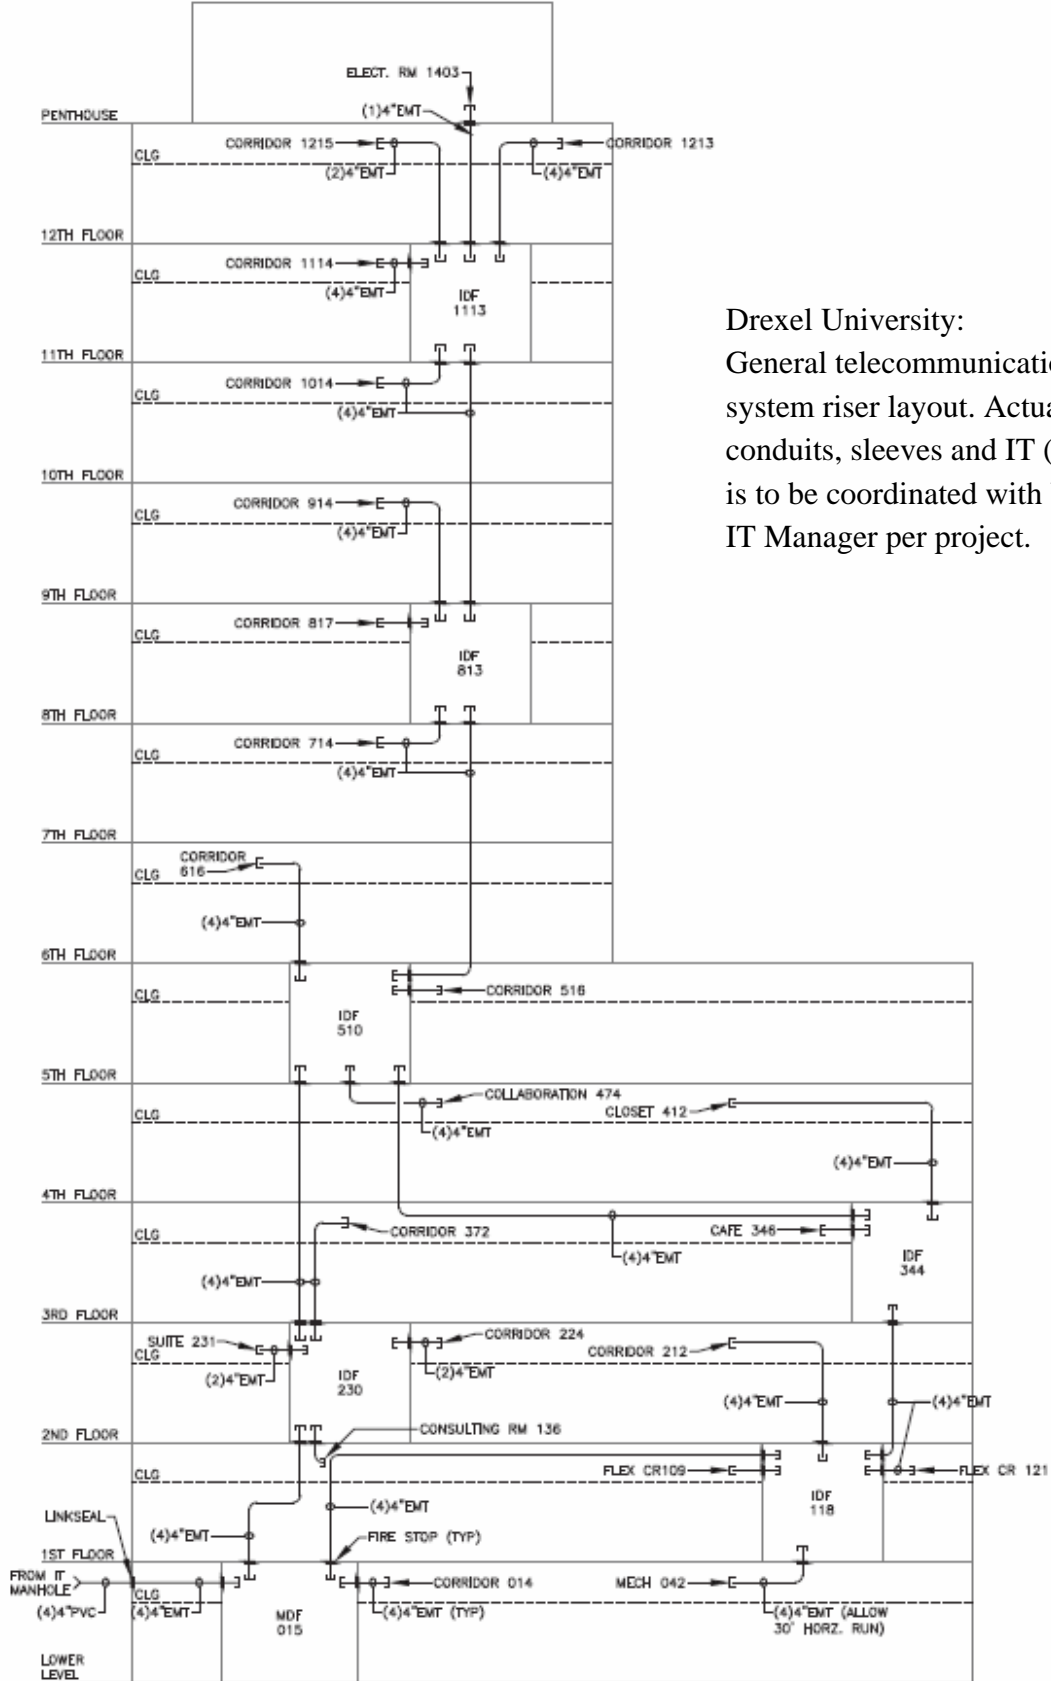 ELECT. RM 1403
PENTHOUSE
(1)4"EMT
CORRIDOR 1215
CORRIDOR 1213
CLG
(2)4"EMT
(4)4"EMT
12TH FLOOR
CORRIDOR 1114
CLG
(4)4"EMT
IDF
1113
11TH FLOOR
CORRIDOR 1014
CLG
(4)4"EMT
10TH FLOOR
CORRIDOR 914
CLG
(4)4"EMT
9TH FLOOR
CORRIDOR 817
CLG
IDF
813
8TH FLOOR
CORRIDOR 714
CLG
(4)4"EMT
7TH FLOOR
CORRIDOR
616
CLG
(4)4"EMT
6TH FLOOR
CLG
CORRIDOR 516
IDF
510
5TH FLOOR
COLLABORATION 474
CLOSET 412
CLG
(4)4"EMT
(4)4"EMT
4TH FLOOR
CLG
CORRIDOR 372
CAFE 346
(4)4"EMT
IDF
344
(4)4"EMT
3RD FLOOR
SUITE 231
CLG
CORRIDOR 224
CORRIDOR 212
(2)4"EMT
IDF
230
(2)4"EMT
(4)4"EMT
(4)4"EMT
2ND FLOOR
CONSULTING RM 136
CLG
FLEX CR109
FLEX CR 121
IDF
118
LINKSEAL
(4)4"EMT
(4)4"EMT
FIRE STOP (TYP)
1ST FLOOR
FROM IT
MANHOLE
CLG
CORRIDOR 014
MECH 042
(4)4"PVC
(4)4"EMT
MDF
015
(4)4"EMT (TYP)
(4)4"EMT (ALLOW
30' HORZ. RUN)
LOWER
LEVEL
Drexel University:
General telecommunicati
system riser layout. Actu
conduits, sleeves and IT (
is to be coordinated with
IT Manager per project.